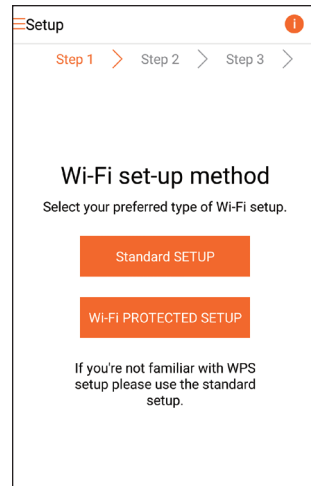 Setup
i
Step 1 Step 2 Step 3
Wi-Fi set-up method
Select your preferred type of Wi-Fi setup.
Standard SETUP
Wi-Fi PROTECTED SETUP
If you're not familiar with WPS
setup please use the standard
setup.